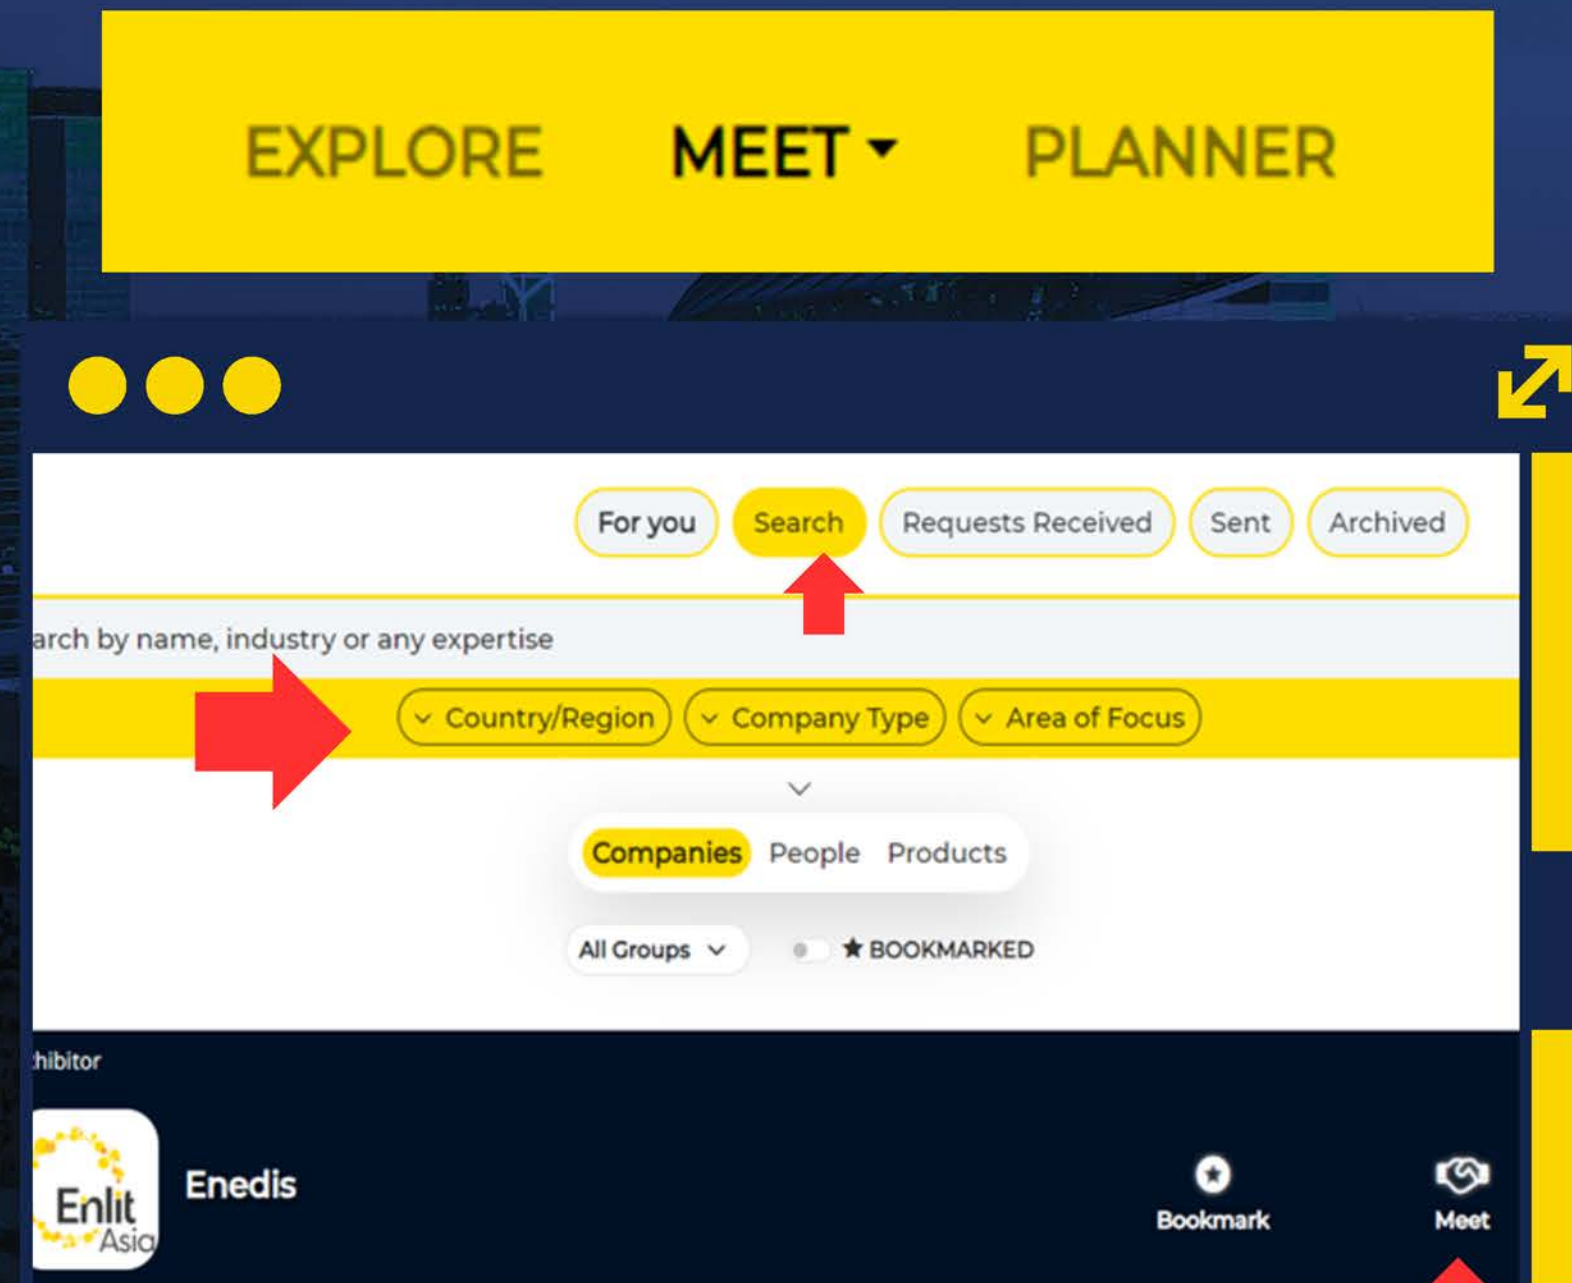 EXPLORE MEET PLANNER
For you Search Requests Received Sent Archived
arch by name, industry or any expertise
Country/Region Company Type Area of Focus
Companies People Products
All Groups BOOKMARKED
hibitor
Enlit
Asia
Enedis
Bookmark Meet